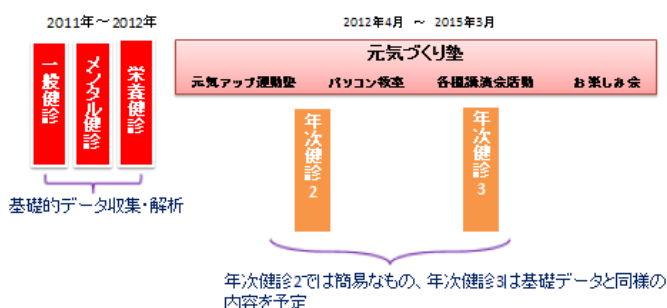 2011年～2012年
2012年4月 ～ 2015年3月
一般健診
メンタル健診
栄養健診
元気づくり塾
元気アップ運動塾 パソコン教室 各種講演会活動 お楽しみ会
年次健診2
年次健診3
基礎的データ収集・解析
年次健診2では簡易なもの、年次健診3は基礎データと同様の
内容を予定